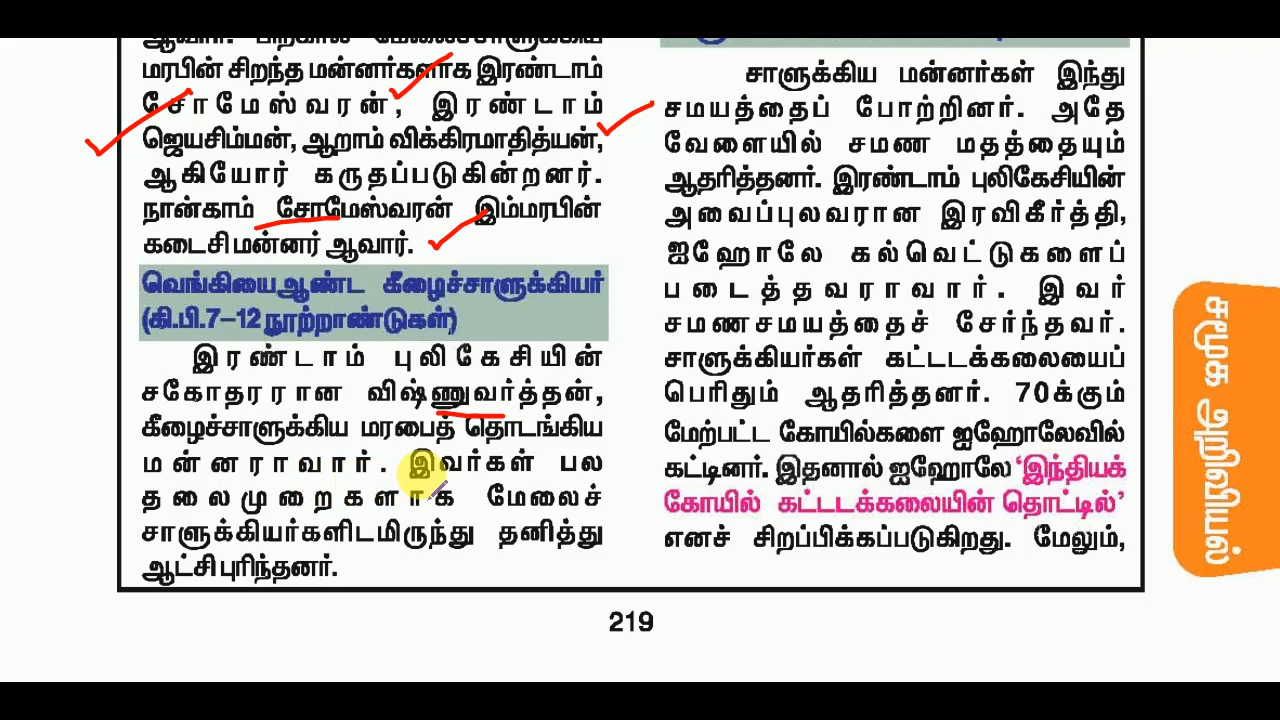 மரபின் சிறந்த மன்னர்களாக இரண்டாம்
சோமேஸ்வரன், இரண்டாம்
ஜெயசிம்மன், ஆறாம் விக்கிரமாதித்யன்,
ஆகியோர் கருதப்படுகின்றனர்.
நான்காம் சோமேஸ்வரன் இம்மரபின்
கடைசி மன்னர் ஆவார்.
வெங்கியைஆண்ட கீழைச்சாளுக்கியர்
(கி.பி.7–12 நூற்றாண்டுகள்)
இரண்டாம் புலிகேசியின்
சகோதரரான விஷ்ணுவர்த்தன்,
கீழைச்சாளுக்கிய மரபைத் தொடங்கிய
மன்னராவார். இவர்கள் பல
தலைமுறைகளாக மேலைச்
சாளுக்கியர்களிடமிருந்து தனித்து
ஆட்சி புரிந்தனர்.
சாளுக்கிய மன்னர்கள் இந்து
சமயத்தைப் போற்றினர். அதே
வேளையில் சமண மதத்தையும்
ஆதரித்தனர். இரண்டாம் புலிகேசியின்
அவைப்புலவரான இரவிகீர்த்தி,
ஐஹோலே கல்வெட்டுகளைப்
படைத்தவராவார். இவர்
சமணசமயத்தைச் சேர்ந்தவர்.
சாளுக்கியர்கள் கட்டடக்கலையைப்
பெரிதும் ஆதரித்தனர். 70க்கும்
மேற்பட்ட கோயில்களை ஐஹோலேவில்
கட்டினர். இதனால் ஐஹோலே ‘இந்தியக்
கோயில் கட்டடக்கலையின் தொட்டில்’
எனச் சிறப்பிக்கப்படுகிறது. மேலும்,
சமூக அறிவியல்
219